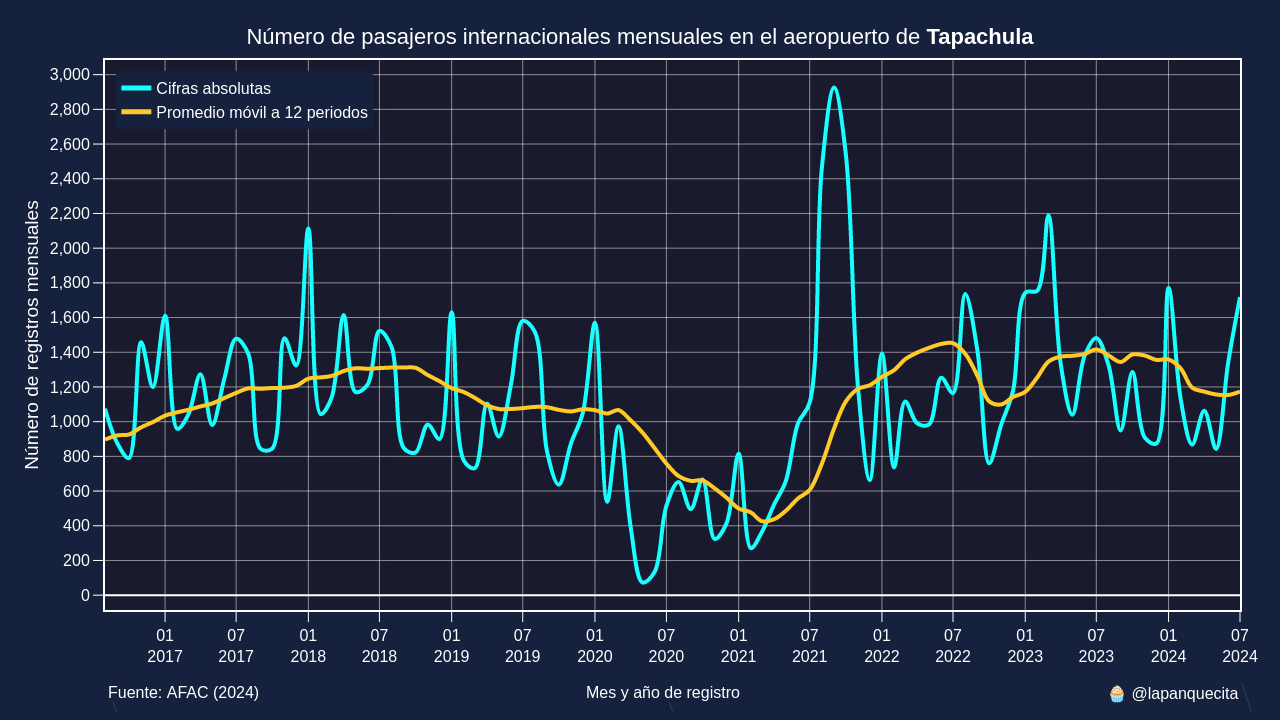 Número de pasajeros internacionales mensuales en el aeropuerto de Tapachula
Cifras absolutas
Promedio móvil a 12 periodos
Número de registros mensuales
3,000
2,800
2,600
2,400
2,200
2,000
1,800
1,600
1,400
1,200
1,000
800
600
400
200
0
01 07 01 07 01 07 01 07 01 07 01 07 01 07 01 07
2017 2017 2018 2018 2019 2019 2020 2020 2021 2021 2022 2022 2023 2023 2024 2024
Fuente: AFAC (2024)
Mes y año de registro
🧁 @lapanquecita